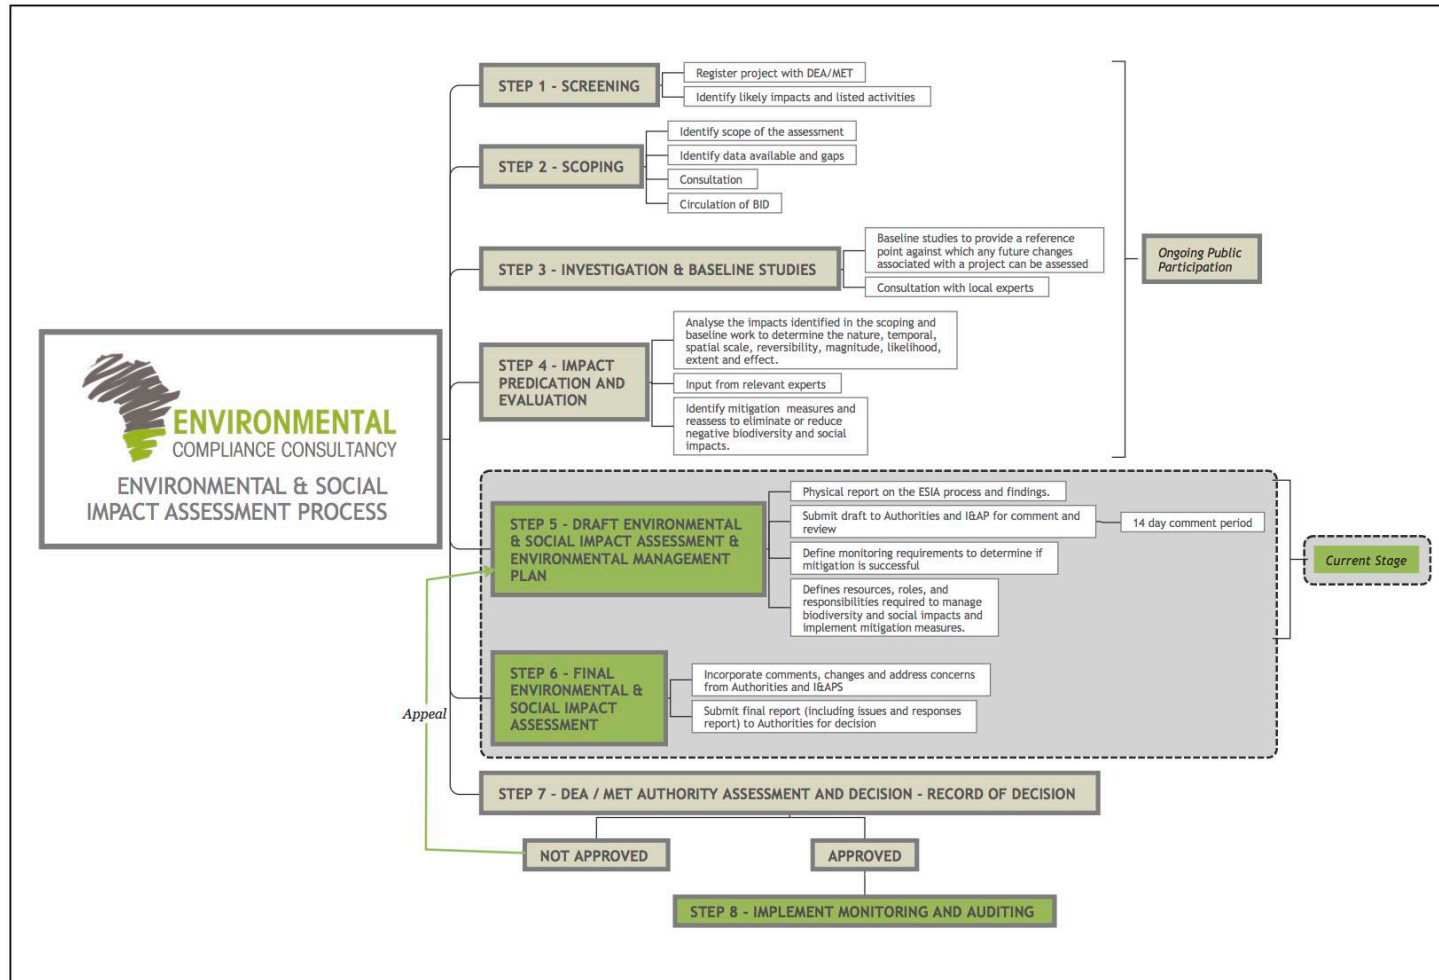 ENVIRONMENTAL
COMPLIANCE CONSULTANCY
ENVIRONMENTAL & SOCIAL
IMPACT ASSESSMENT PROCESS
STEP 1 - SCREENING
Register project with DEA/MET
Identify likely impacts and listed activities
STEP 2 - SCOPING
Identify scope of the assessment
Identify data available and gaps
Consultation
Circulation of BID
STEP 3 - INVESTIGATION & BASELINE STUDIES
Baseline studies to provide a reference
point against which any future changes
associated with a project can be assessed
Consultation with local experts
STEP 4 - IMPACT
PREDICATION AND
EVALUATION
Analyse the impacts identified in the scoping and
baseline work to determine the nature, temporal,
spatial scale, reversibility, magnitude, likelihood,
extent and effect.
Input from relevant experts
Identify mitigation measures and
reassess to eliminate or reduce
negative biodiversity and social
impacts.
Ongoing Public
Participation
STEP 5 - DRAFT ENVIRONMENTAL
& SOCIAL IMPACT ASSESSMENT &
ENVIRONMENTAL MANAGEMENT
PLAN
Physical report on the ESIA process and findings.
Submit draft to Authorities and I&AP for comment and
review
14 day comment period
Define monitoring requirements to determine if
mitigation is successful
Defines resources, roles, and
responsibilities required to manage
biodiversity and social impacts and
implement mitigation measures.
Current Stage
STEP 6 - FINAL
ENVIRONMENTAL &
SOCIAL IMPACT
ASSESSMENT
Incorporate comments, changes and address concerns
from Authorities and I&APS
Submit final report (including issues and responses
report) to Authorities for decision
Appeal
STEP 7 - DEA / MET AUTHORITY ASSESSMENT AND DECISION - RECORD OF DECISION
NOT APPROVED
APPROVED
STEP 8 - IMPLEMENT MONITORING AND AUDITING